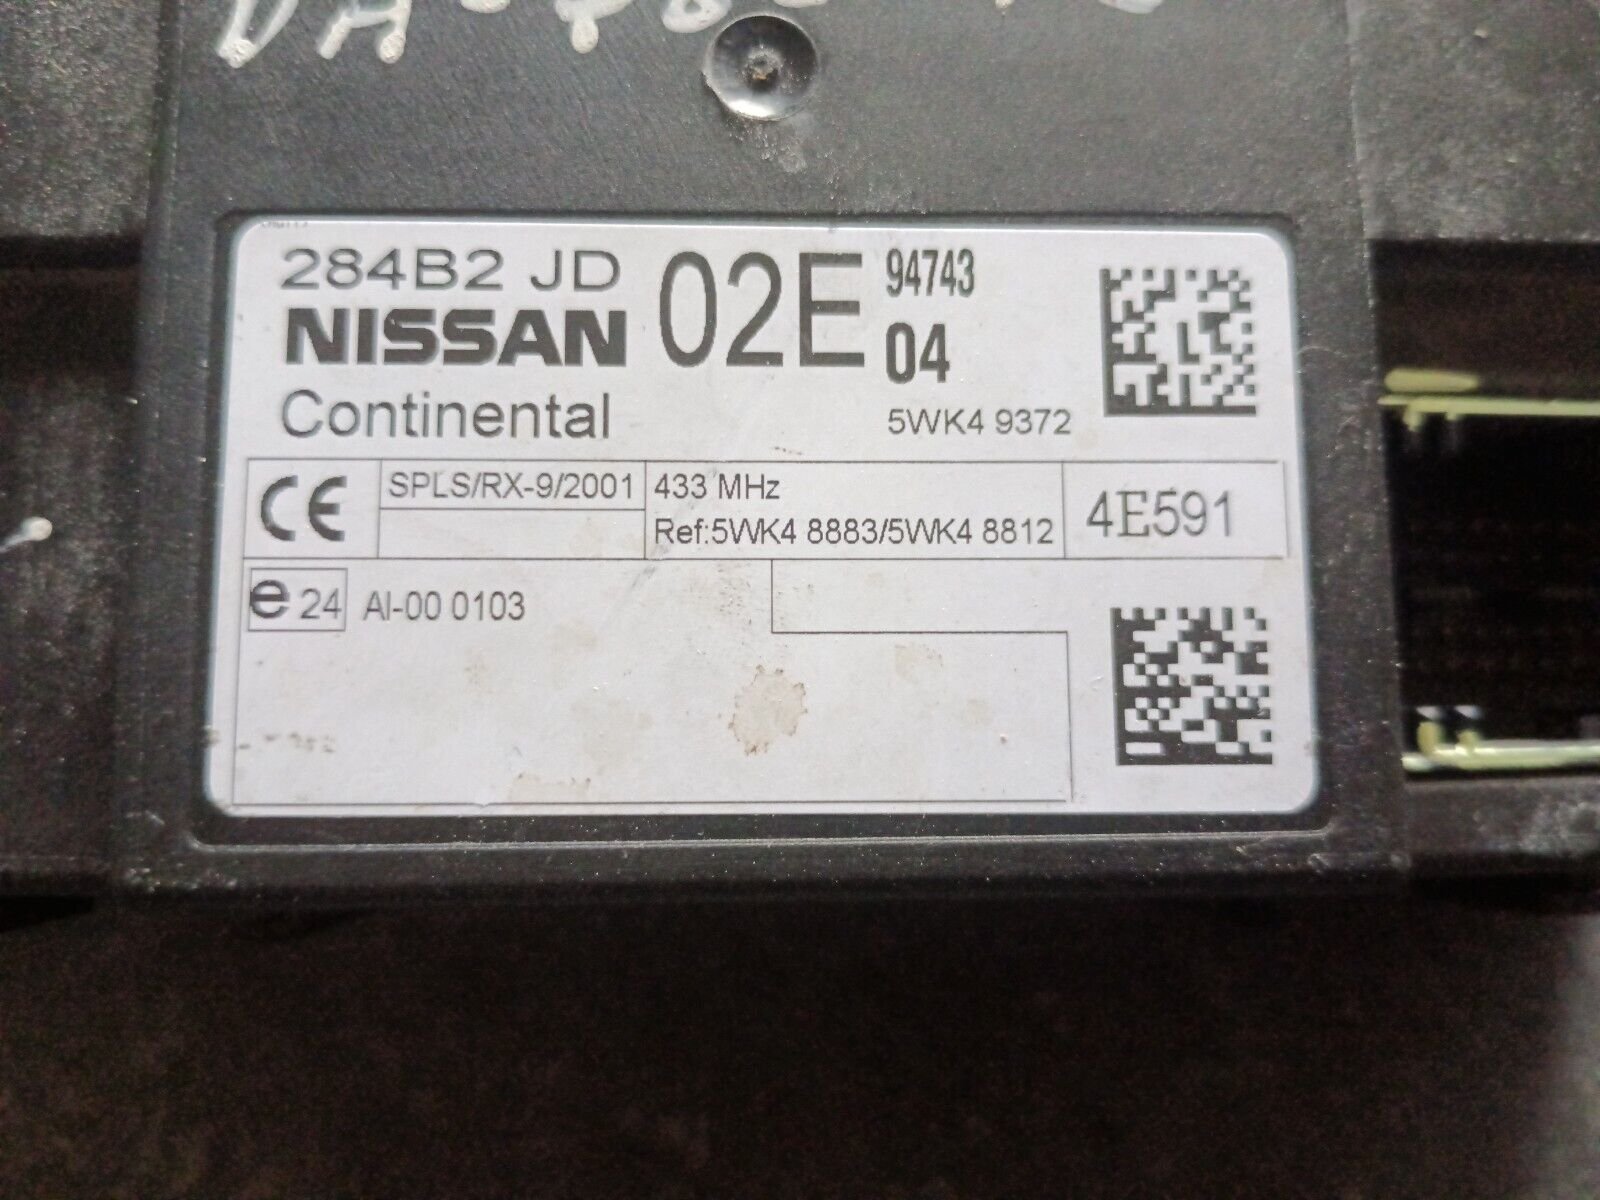 284B2 JD 02E 94743
NISSAN 04
Continental 5WK4 9372
CE SPLS/RX-9/2001 433 MHz 4E591
Ref:5WK4 8883/5WK4 8812
e 24 AI-00 0103